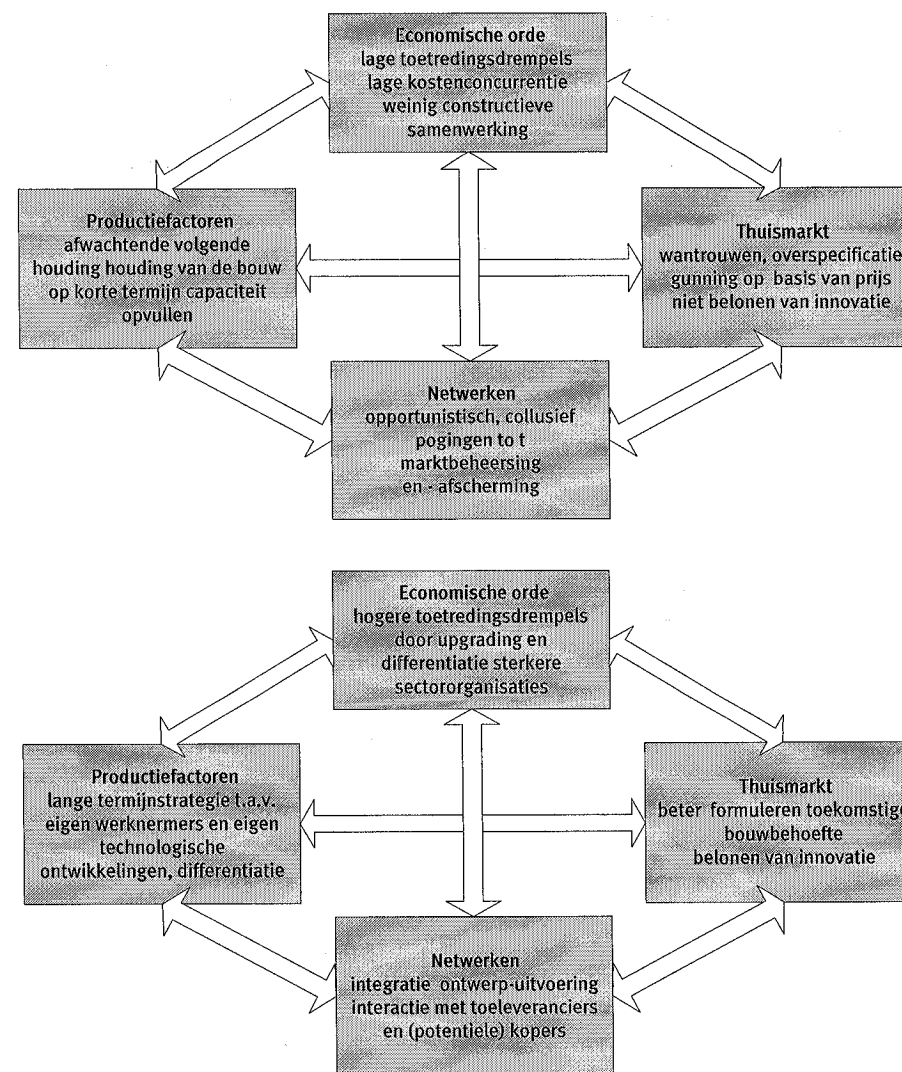 Economische orde
lage toetredingsdrempels
lage kostenconcurrentie
weinig constructieve
samenwerking
Productiefactoren
afwachtende volgende
houding houding van de bouw
op korte termijn capaciteit
opvullen
Thuismarkt
wantrouwen, overspecificatie
gunning op basis van prijs
niet belonen van innovatie
Netwerken
opportunistisch, collusief
pogingen to t
marktbeheersing
en - afscherming
Economische orde
hogere toetredingsdrempels
door upgrading en
differentiatie sterkere
sectororganisaties
Productiefactoren
lange termijnstrategie t.a.v.
eigen werknermers en eigen
technologische
ontwikkelingen, differentiatie
Thuismarkt
beter formuleren toekomstige
bouwbehoefte
belonen van innovatie
Netwerken
integratie ontwerp-uitvoering
interactie met toeleveranciers
en (potentiele) kopers